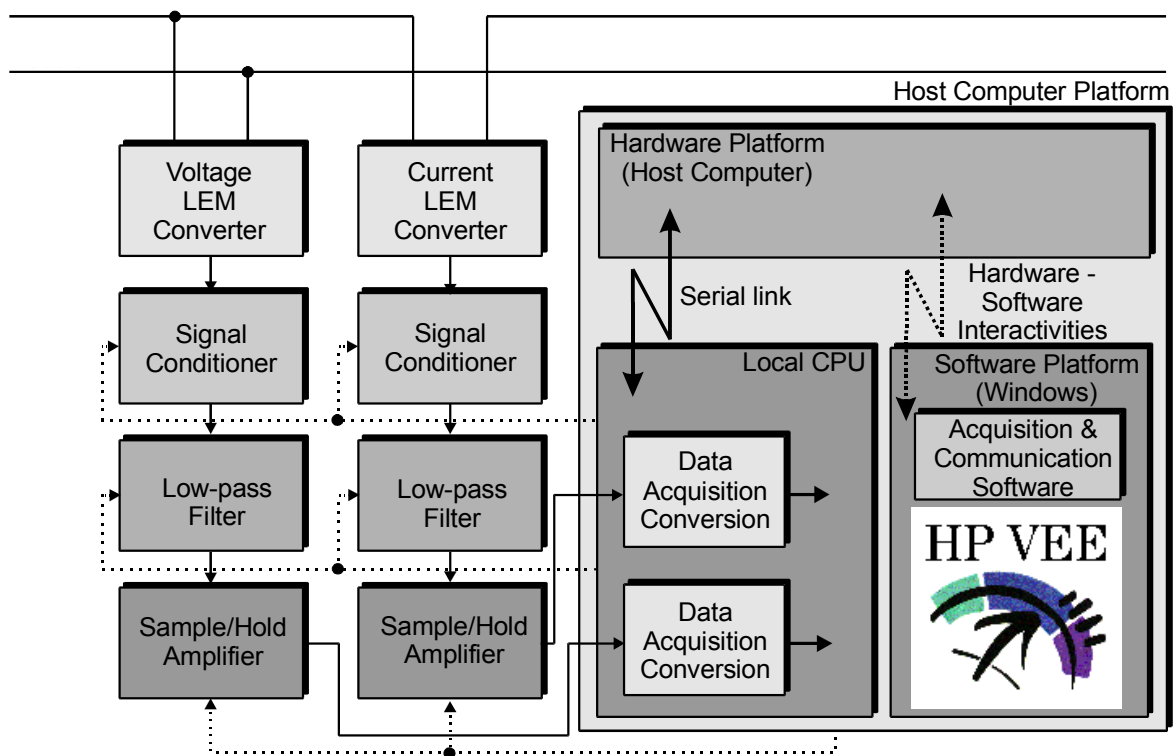 Host Computer Platform
Hardware Platform
(Host Computer)
Voltage
LEM
Converter
Current
LEM
Converter
Serial link
Hardware -
Software
Interactivities
Signal
Conditioner
Signal
Conditioner
Local CPU
Software Platform
(Windows)
Acquisition &
Communication
Software
Low-pass
Filter
Low-pass
Filter
Data
Acquisition
Conversion
HP VEE
Sample/Hold
Amplifier
Sample/Hold
Amplifier
Data
Acquisition
Conversion